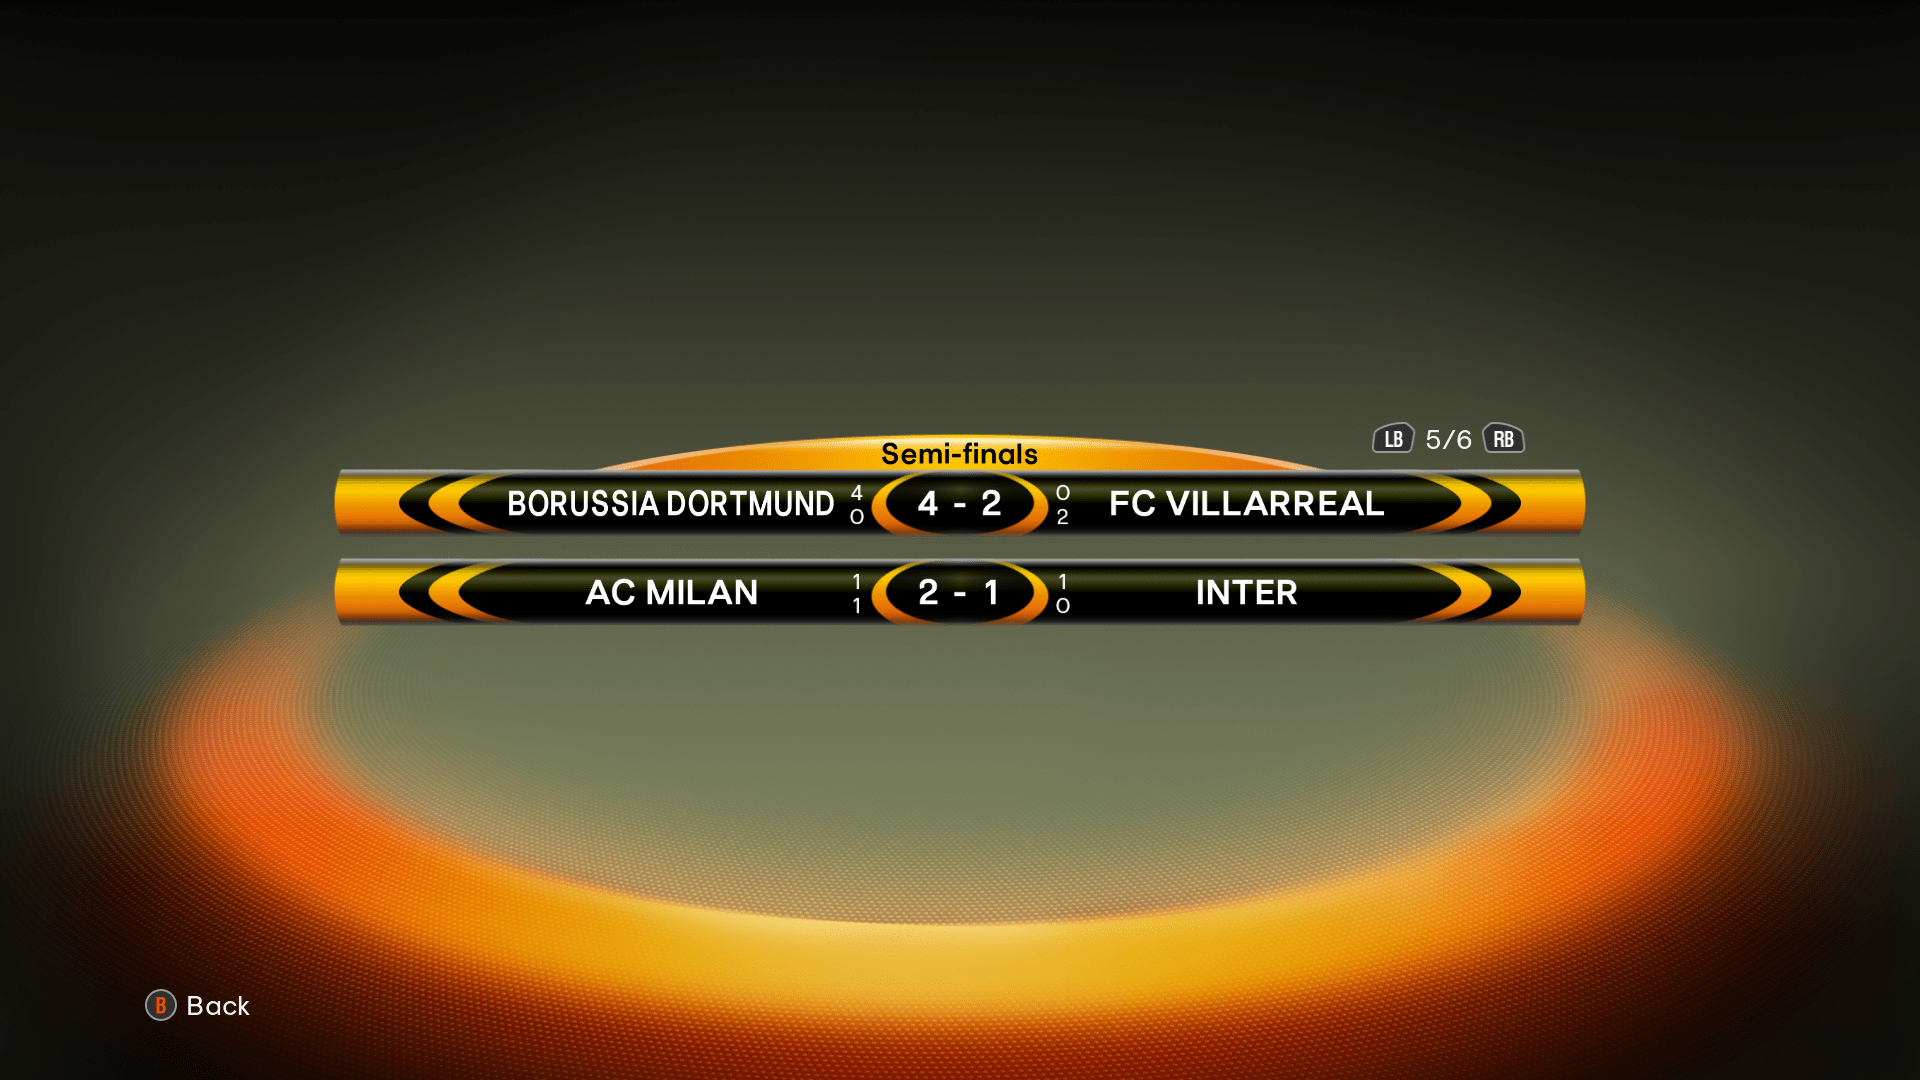 LB 5/6 RB
Semi-finals
BORUSSIA DORTMUND 4 0 4 - 2 0 2 FC VILLARREAL
AC MILAN 1 1 2 - 1 1 0 INTER
B Back